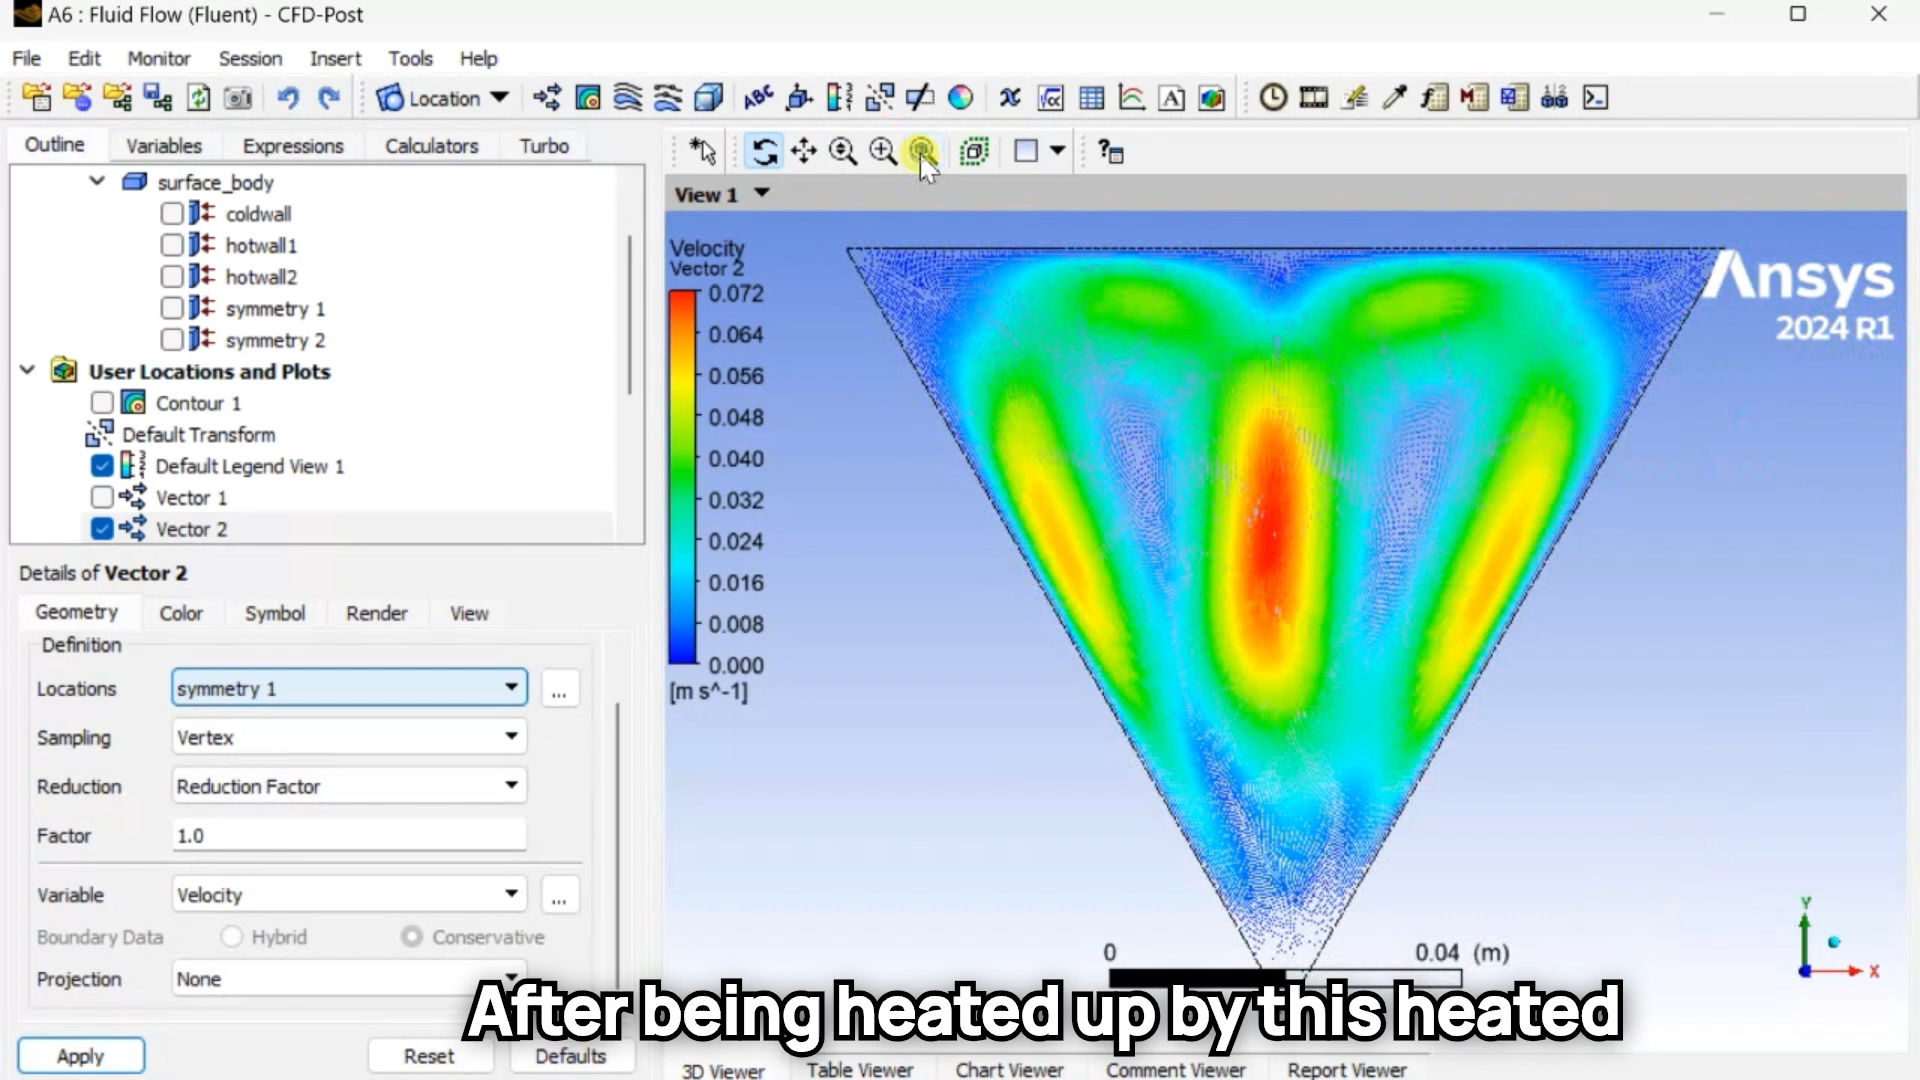 A6 : Fluid Flow (Fluent) - CFD-Post
File Edit Monitor Session Insert Tools Help
Location
Outline Variables Expressions Calculators Turbo
surface_body
coldwall
hotwall1
hotwall2
symmetry 1
symmetry 2
User Locations and Plots
Contour 1
Default Transform
Default Legend View 1
Vector 1
Vector 2
Details of Vector 2
Geometry Color Symbol Render View
Definition
Locations symmetry 1 ...
Sampling Vertex
Reduction Reduction Factor
Factor 1.0
Variable Velocity ...
Boundary Data Hybrid Conservative
Projection None
Apply Reset Defaults
View 1
Velocity
Vector 2
0.072
0.064
0.056
0.048
0.040
0.032
0.024
0.016
0.008
0.000
[m s^-1]
Ansys
2024 R1
0 0.04 (m)
Y
X
After being heated up by this heated
3D Viewer Table Viewer Chart Viewer Comment Viewer Report Viewer